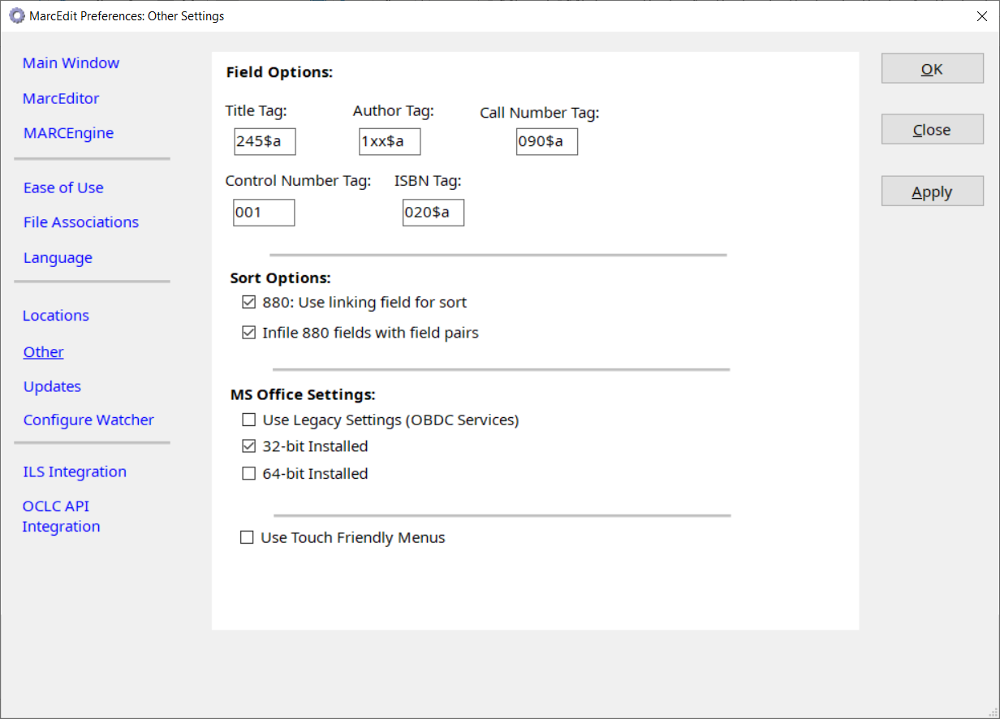 MarcEdit Preferences: Other Settings
Main Window
MarcEditor
MARCEngine
Ease of Use
File Associations
Language
Locations
Other
Updates
Configure Watcher
ILS Integration
OCLC API
Integration
Field Options:
Title Tag: Author Tag: Call Number Tag:
245$a 1xx$a 090$a
Control Number Tag: ISBN Tag:
001 020$a
Sort Options:
880: Use linking field for sort
Infile 880 fields with field pairs
MS Office Settings:
Use Legacy Settings (OBDC Services)
32-bit Installed
64-bit Installed
Use Touch Friendly Menus
OK
Close
Apply